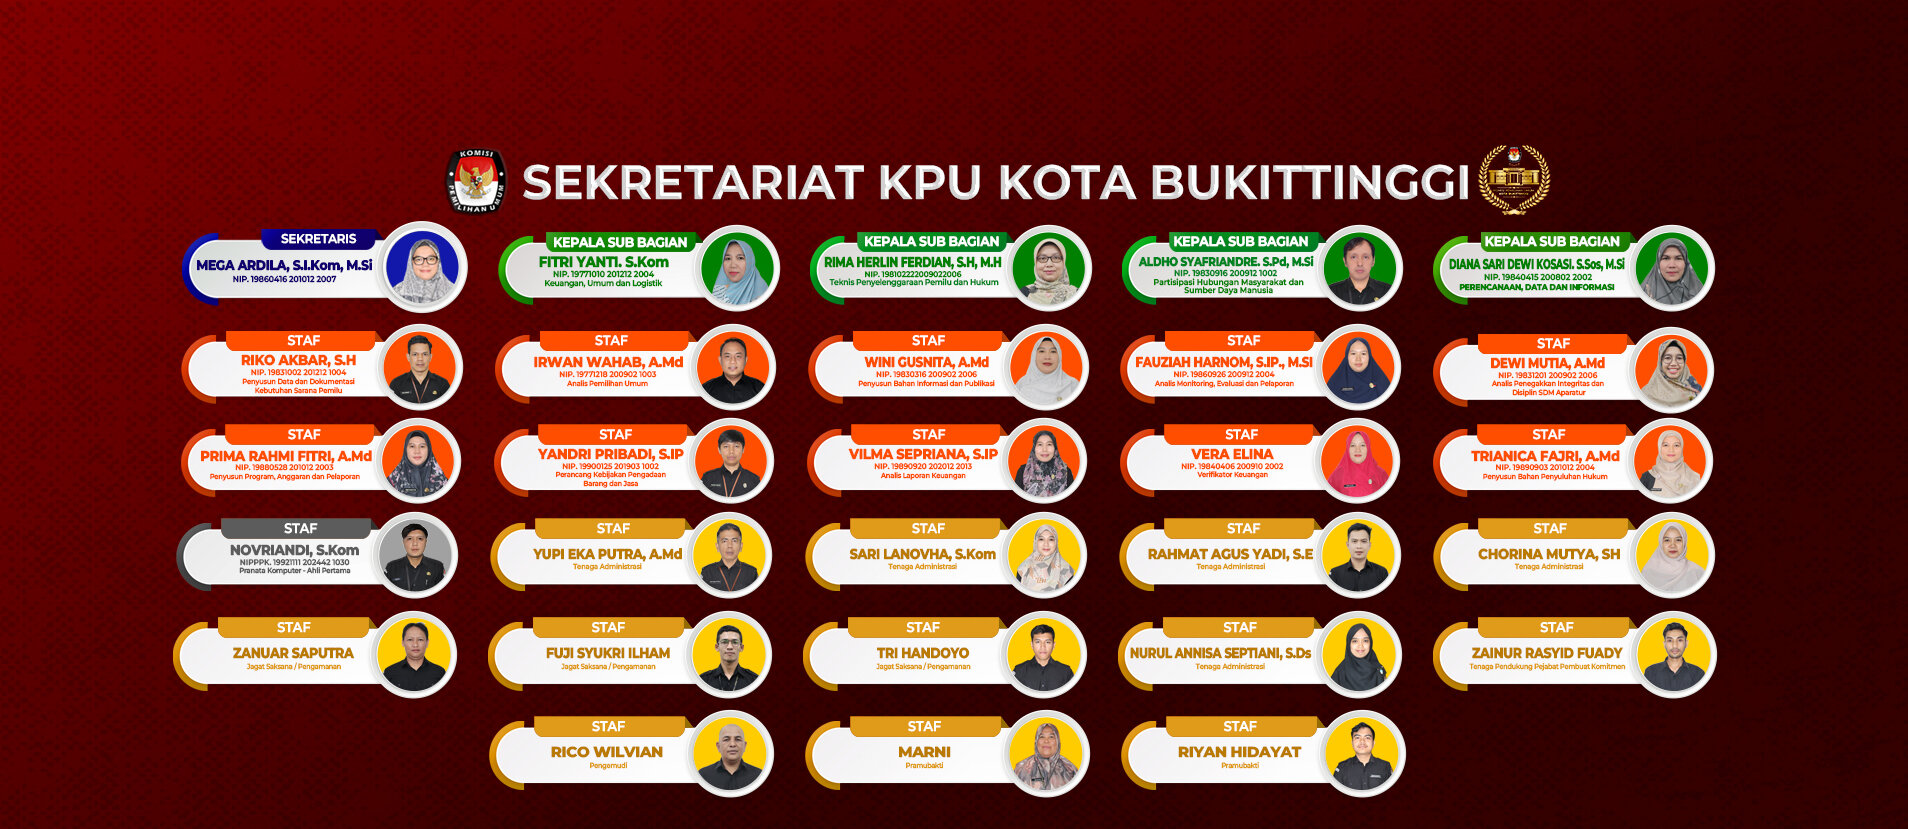 KOMISI
PEMILIHAN UMUM
SEKRETARIAT KPU KOTA BUKITTINGGI
SEKRETARIS
MEGA ARDILA, S.I.Kom, M.Si
NIP. 19860416 201012 2007
KEPALA SUB BAGIAN
FITRI YANTI. S.Kom
NIP. 19771010 201212 2004
Keuangan, Umum dan Logistik
KEPALA SUB BAGIAN
RIMA HERLIN FERDIAN, S.H, M.H
NIP. 198102222009022006
Teknis Penyelenggaraan Pemilu dan Hukum
KEPALA SUB BAGIAN
ALDHO SYAFRIANDRE. S.Pd, M.Si
NIP. 19830916 200912 1002
Partisipasi Hubungan Masyarakat dan
Sumber Daya Manusia
KEPALA SUB BAGIAN
DIANA SARI DEWI KOSASI. S.Sos, M.Si
NIP. 19840415 200802 2002
PERENCANAAN, DATA DAN INFORMASI
STAF
RIKO AKBAR, S.H
NIP. 19831002 201212 1004
Penyusun Data dan Dokumentasi
Kebutuhan Sarana Pemilu
STAF
IRWAN WAHAB, A.Md
NIP. 19771218 200902 1003
Analis Pemilihan Umum
STAF
WINI GUSNITA, A.Md
NIP. 19830316 200902 2006
Penyusun Bahan Informasi dan Publikasi
STAF
FAUZIAH HARNOM, S.IP., M.SI
NIP. 19860926 200912 2004
Analis Monitoring, Evaluasi dan Pelaporan
STAF
DEWI MUTIA, A.Md
NIP. 19831201 200902 2006
Analis Penegakkan Integritas dan
Disiplin SDM Aparatur
STAF
PRIMA RAHMI FITRI, A.Md
NIP. 19880528 201012 2003
Penyusun Program, Anggaran dan Pelaporan
STAF
YANDRI PRIBADI, S.IP
NIP. 19900125 201903 1002
Perancang Kebijakan Pengadaan
Barang dan Jasa
STAF
VILMA SEPRIANA, S.IP
NIP. 19890920 202012 2013
Analis Laporan Keuangan
STAF
VERA ELINA
NIP. 19840406 200910 2002
Verifikator Keuangan
STAF
TRIANICA FAJRI, A.Md
NIP. 19890903 201012 2004
Penyusun Bahan Penyuluhan Hukum
STAF
NOVRIANDI, S.Kom
NIPPPK. 19921111 202442 1030
Pranata Komputer - Ahli Pertama
STAF
YUPI EKA PUTRA, A.Md
Tenaga Administrasi
STAF
SARI LANOVHA, S.Kom
Tenaga Administrasi
STAF
RAHMAT AGUS YADI, S.E
Tenaga Administrasi
STAF
CHORINA MUTYA, SH
Tenaga Administrasi
STAF
ZANUAR SAPUTRA
Jagat Saksana / Pengamanan
STAF
FUJI SYUKRI ILHAM
Jagat Saksana / Pengamanan
STAF
TRI HANDOYO
Jagat Saksana / Pengamanan
STAF
NURUL ANNISA SEPTIANI, S.Ds
Tenaga Administrasi
STAF
ZAINUR RASYID FUADY
Tenaga Pendukung Pejabat Pembuat Komitmen
STAF
RICO WILVIAN
Pengemudi
STAF
MARNI
Pramubakti
STAF
RIYAN HIDAYAT
Pramubakti